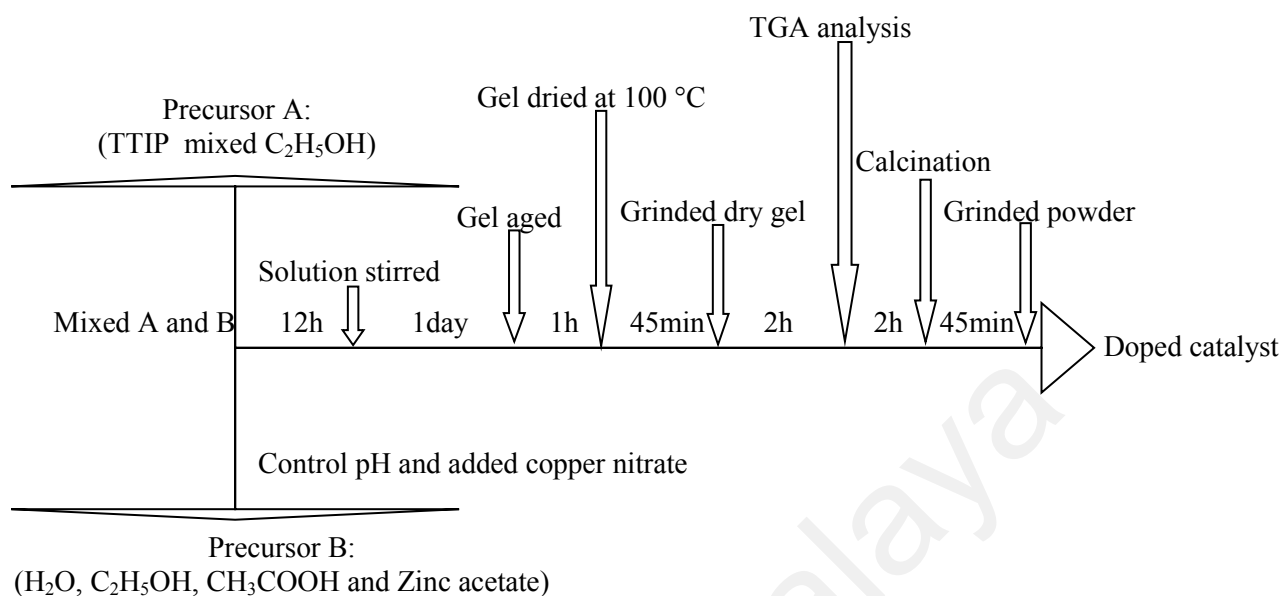 TGA analysis
Precursor A:
(TTIP mixed C₂H₅OH)
Gel dried at 100 °C
Calcination
Gel aged
Grinded dry gel
Grinded powder
Solution stirred
Mixed A and B 12h 1day 1h 45min 2h 2h 45min
Doped catalyst
Control pH and added copper nitrate
Precursor B:
(H₂O, C₂H₅OH, CH₃COOH and Zinc acetate)
alaya